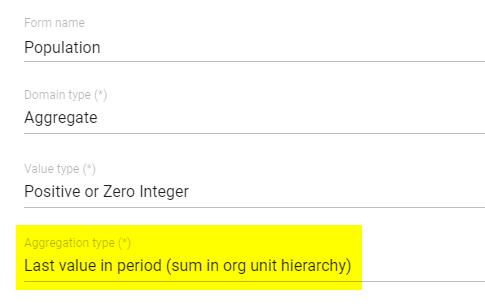 Form name
Population
Domain type (*)
Aggregate
Value type (*)
Positive or Zero Integer
Aggregation type (*)
Last value in period (sum in org unit hierarchy)